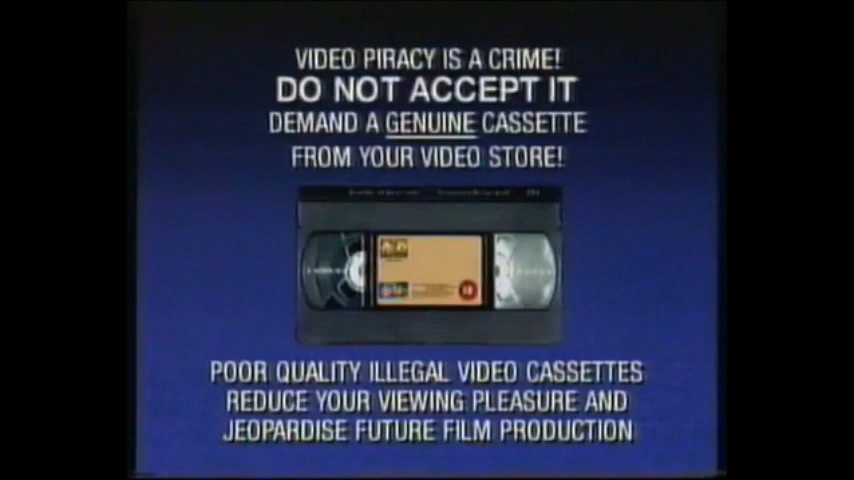 VIDEO PIRACY IS A CRIME!
DO NOT ACCEPT IT
DEMAND A GENUINE CASSETTE
FROM YOUR VIDEO STORE!
18
POOR QUALITY ILLEGAL VIDEO CASSETTES
REDUCE YOUR VIEWING PLEASURE AND
JEOPARDISE FUTURE FILM PRODUCTION